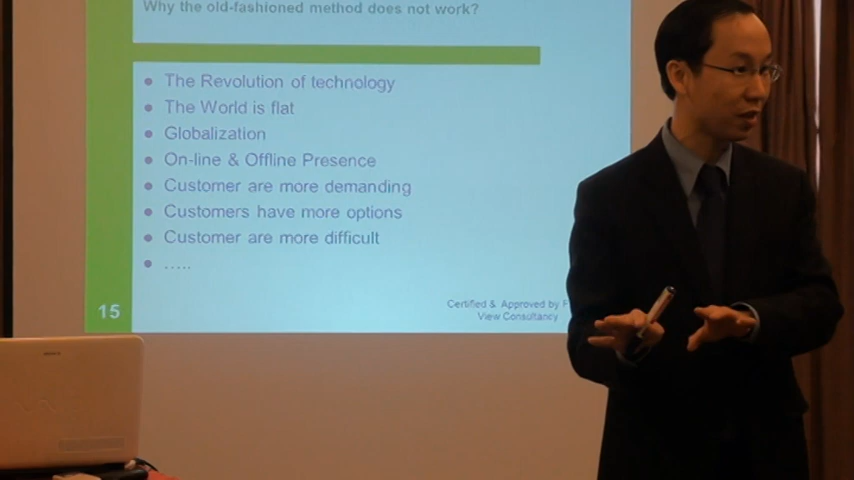 Why the old-fashioned method does not work?
The Revolution of technology
The World is flat
Globalization
On-line & Offline Presence
Customer are more demanding
Customers have more options
Customer are more difficult
.....
15
Certified & Approved by
View Consultancy
SONY